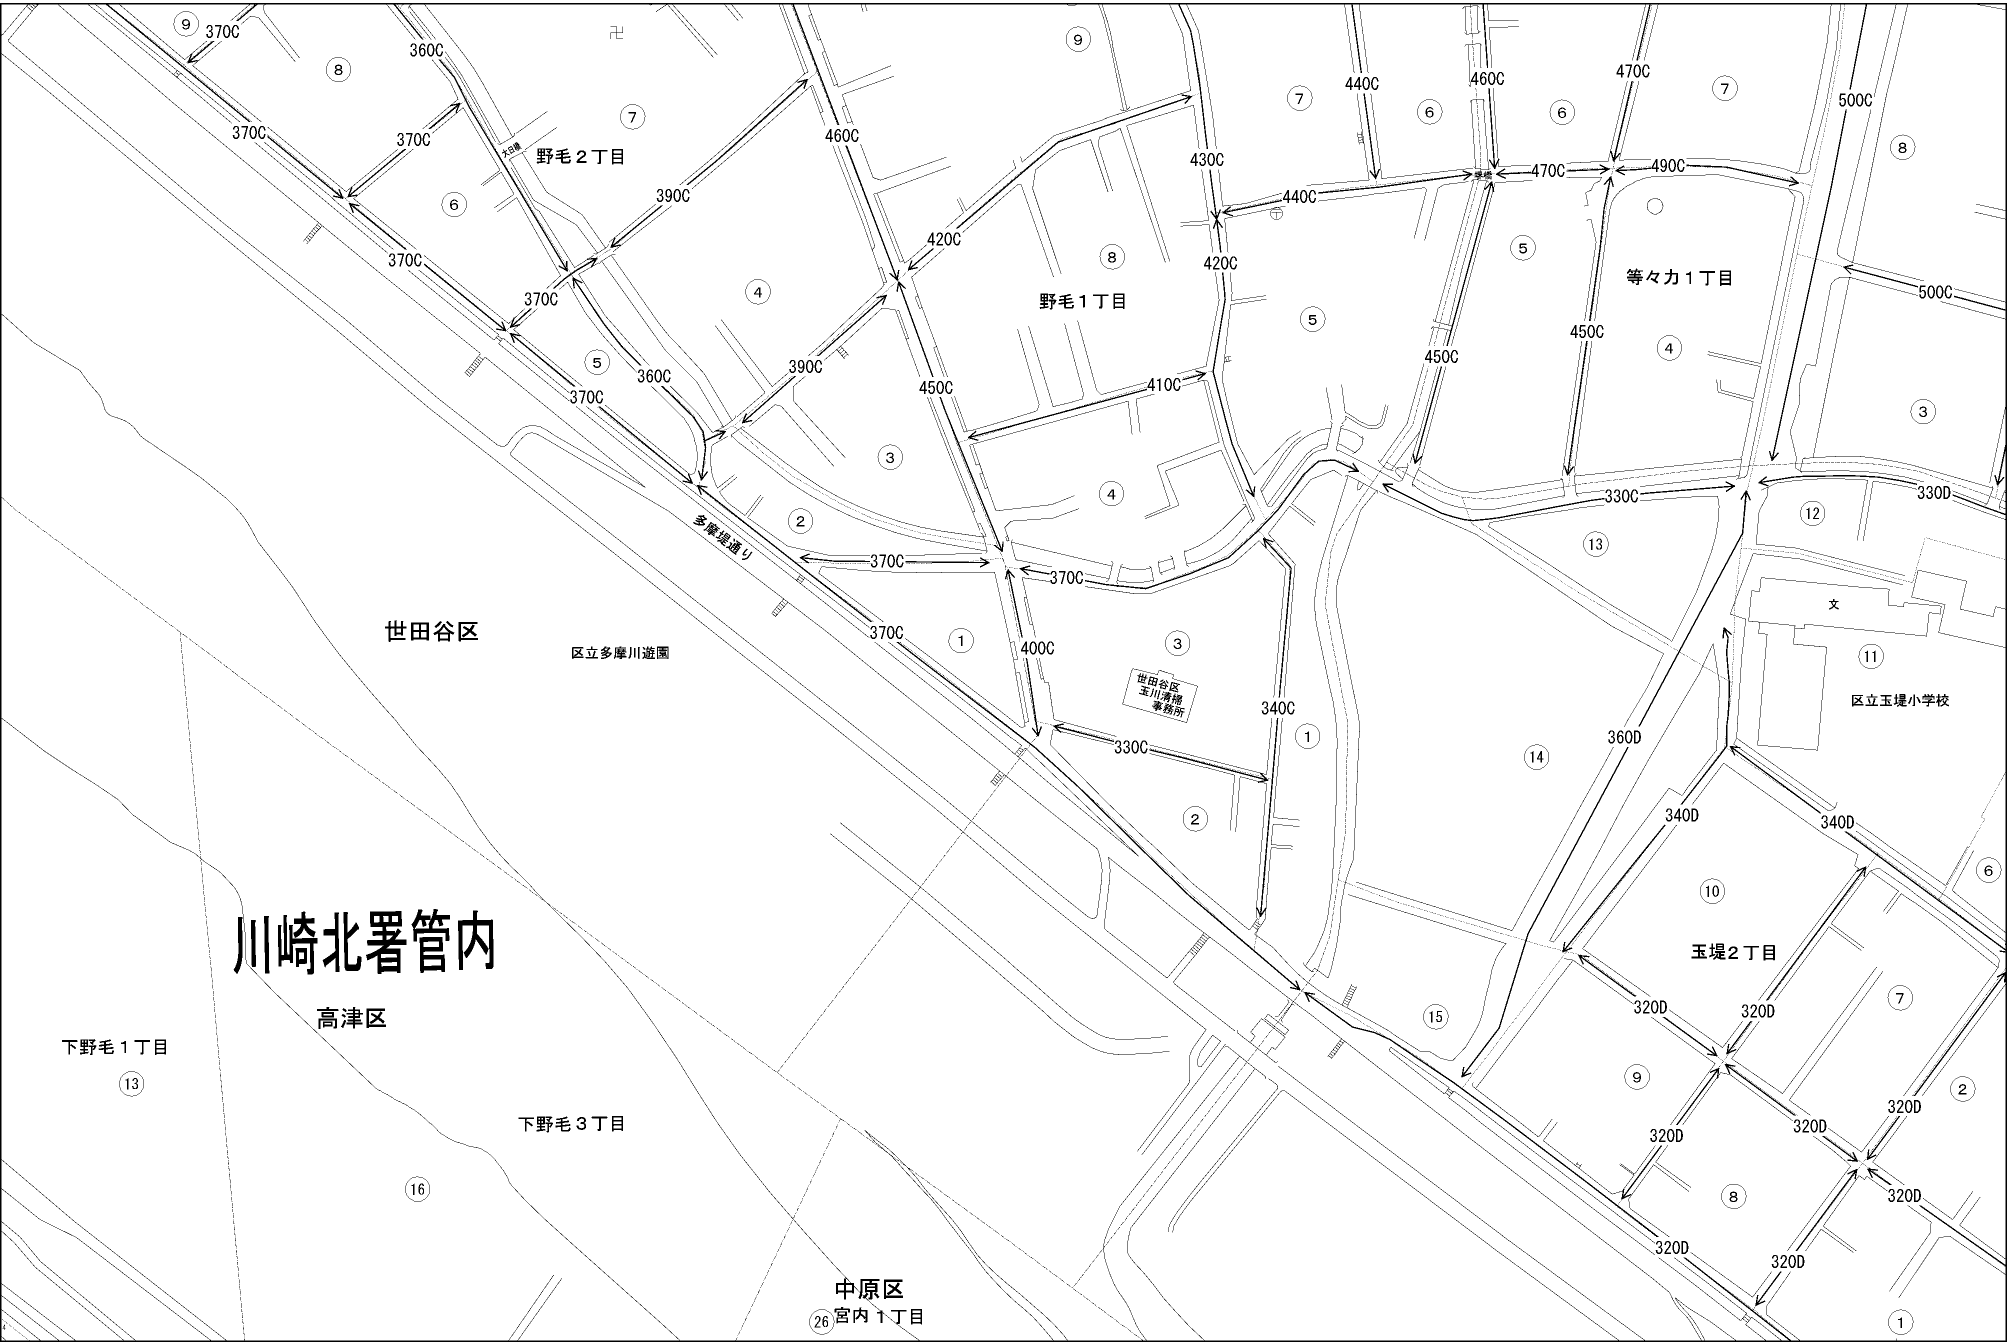 9
370C
8
360C
卍
7
370C
370C
大日橋
野毛2丁目
6
390C
370C
370C
5
360C
370C
4
390C
3
2
多摩堤通り
370C
460C
9
420C
8
野毛1丁目
450C
410C
4
370C
370C
1
400C
3
世田谷区
玉川清掃
事務所
330C
2
340C
1
7
440C
6
460C
6
470C
7
500C
8
430C
440C
〒
470C
490C
420C
5
5
等々力1丁目
500C
450C
450C
4
3
330C
330D
13
12
文
11
区立玉堤小学校
360D
14
340D
340D
6
10
玉堤2丁目
320D
320D
7
15
9
2
320D
320D
320D
320D
8
320D
320D
1
世田谷区
区立多摩川遊園
川崎北署管内
高津区
下野毛1丁目
13
下野毛3丁目
16
中原区
26
宮内1丁目